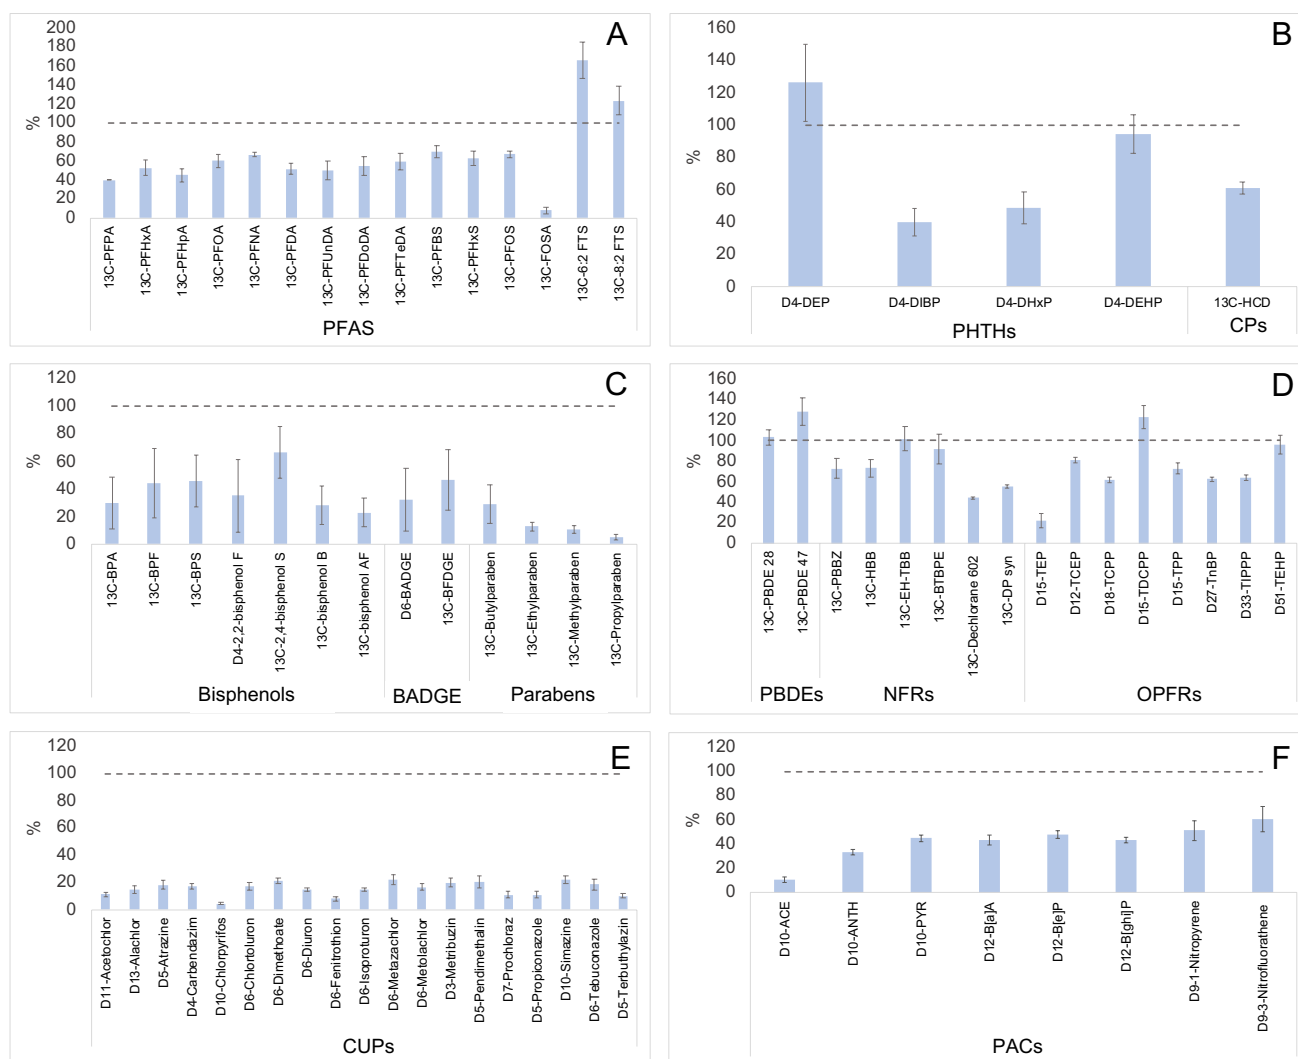 A
200
180
160
140
120
100
80
60
40
20
0
%
13C-PFPA
13C-PFHxA
13C-PFHpA
13C-PFOA
13C-PFNA
13C-PFDA
13C-PFUnDA
13C-PFDoDA
13C-PFTeDA
13C-PFBS
13C-PFHxS
13C-PFOS
13C-FOSA
13C-6:2 FTS
13C-8:2 FTS
PFAS
B
160
140
120
100
80
60
40
20
0
%
D4-DEP
D4-DIBP
D4-DHxP
D4-DEHP
13C-HCD
PHTHs
CPs
C
120
100
80
60
40
20
0
%
13C-BPA
13C-BPF
13C-BPS
D4-2,2-bisphenol F
13C-2,4-bisphenol S
13C-bisphenol B
13C-bisphenol AF
D6-BADGE
13C-BFDGE
13C-Butylparaben
13C-Ethylparaben
13C-Methylparaben
13C-Propylparaben
Bisphenols
BADGE
Parabens
D
160
140
120
100
80
60
40
20
0
%
13C-PBDE 28
13C-PBDE 47
13C-PBBZ
13C-HBB
13C-EH-TBB
13C-BTBPE
13C-Dechlorane 602
13C-DP syn
D15-TEP
D12-TCEP
D18-TCPP
D15-TDCPP
D15-TPP
D27-TnBP
D33-TIPPP
D51-TEHP
PBDEs
NFRs
OPFRs
E
120
100
80
60
40
20
0
%
D11-Acetochlor
D13-Alachlor
D5-Atrazine
D4-Carbendazim
D10-Chlorpyrifos
D6-Chlortoluron
D6-Dimethoate
D6-Diuron
D6-Fenitrothion
D6-Isoproturon
D6-Metazachlor
D6-Metolachlor
D3-Metribuzin
D5-Pendimethalin
D7-Prochloraz
D5-Propiconazole
D10-Simazine
D6-Tebuconazole
D5-Terbuthylazin
CUPs
F
120
100
80
60
40
20
0
%
D10-ACE
D10-ANTH
D10-PYR
D12-B[a]A
D12-B[e]P
D12-B[ghi]P
D9-1-Nitropyrene
D9-3-Nitrofluorathene
PACs